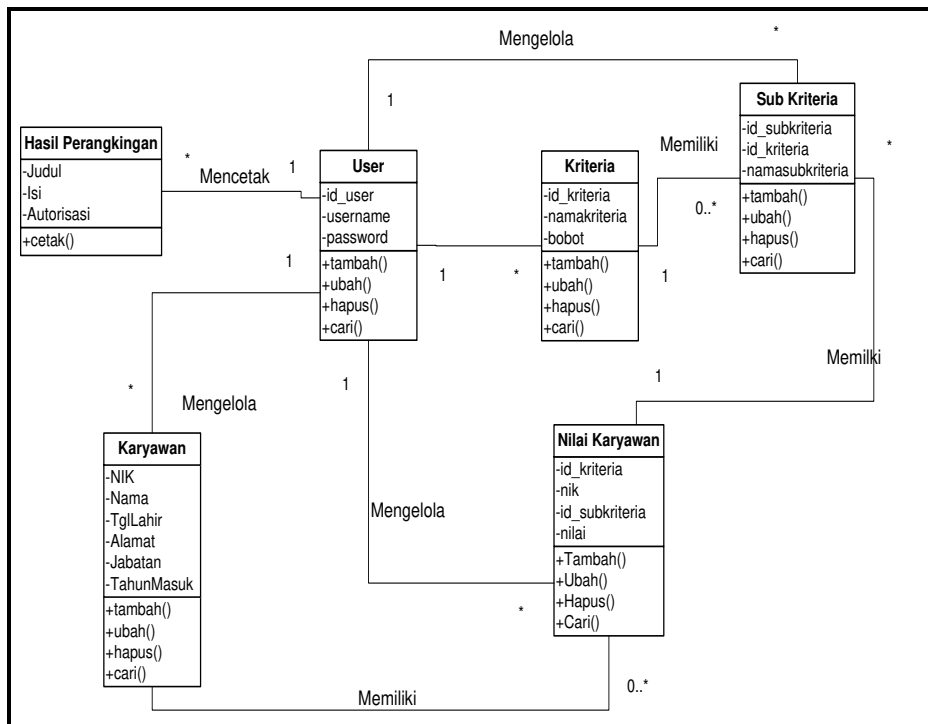 Mengelola
*
1
Sub Kriteria
-id_subkriteria
-id_kriteria
-namasubkriteria
+tambah()
+ubah()
+hapus()
+cari()
*
Hasil Perangkingan
-Judul
-Isi
-Autorisasi
+cetak()
*
Mencetak
1
User
-id_user
-username
-password
+tambah()
+ubah()
+hapus()
+cari()
Kriteria
-id_kriteria
-namakriteria
-bobot
+tambah()
+ubah()
+hapus()
+cari()
Memiliki
0..*
1
1
*
1
*
Mengelola
1
Mengelola
*
1
Memilki
Karyawan
-NIK
-Nama
-TglLahir
-Alamat
-Jabatan
-TahunMasuk
+tambah()
+ubah()
+hapus()
+cari()
Nilai Karyawan
-id_kriteria
-nik
-id_subkriteria
-nilai
+Tambah()
+Ubah()
+Hapus()
+Cari()
Memiliki
0..*